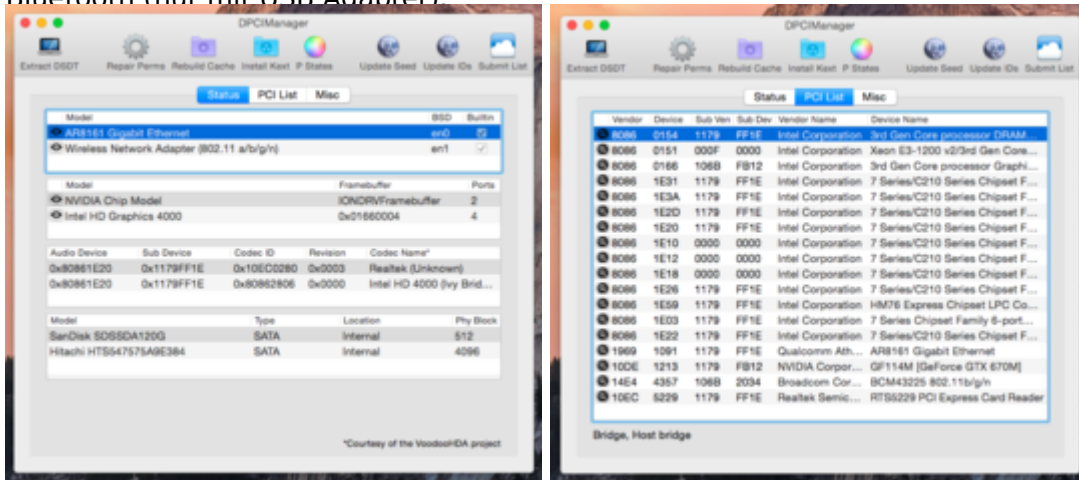 Bluetooth (nur mit USB Adapter).
DPCIManager
Extract DSDT Repair Perms Rebuild Cache Install Kext P States Update Seed Update IDs Submit List
Status PCI List Misc
Model BSD Builtin
AR8161 Gigabit Ethernet en0
Wireless Network Adapter (802.11 a/b/g/n) en1
Model Framebuffer Ports
NVIDIA Chip Model IONDRVFramebuffer 2
Intel HD Graphics 4000 0x01660004 4
Audio Device Sub Device Codec ID Revision Codec Name*
0x80861E20 0x1179FF1E 0x10EC0280 0x0003 Realtek (Unknown)
0x80861E20 0x1179FF1E 0x80862806 0x0000 Intel HD 4000 (Ivy Brid...
Model Type Location Phy Block
SanDisk SDSSDA120G SATA Internal 512
Hitachi HTS547575A9E384 SATA Internal 4096
*Courtesy of the VoodooHDA project
DPCIManager
Extract DSDT Repair Perms Rebuild Cache Install Kext P States Update Seed Update IDs Submit List
Status PCI List Misc
Vendor Device Sub Ven Sub Dev Vendor Name Device Name
8086 0154 1179 FF1E Intel Corporation 3rd Gen Core processor DRAM...
8086 0151 000F 0000 Intel Corporation Xeon E3-1200 v2/3rd Gen Core...
8086 0166 106B FB12 Intel Corporation 3rd Gen Core processor Graphi...
8086 1E31 1179 FF1E Intel Corporation 7 Series/C210 Series Chipset F...
8086 1E3A 1179 FF1E Intel Corporation 7 Series/C210 Series Chipset F...
8086 1E2D 1179 FF1E Intel Corporation 7 Series/C210 Series Chipset F...
8086 1E20 1179 FF1E Intel Corporation 7 Series/C210 Series Chipset F...
8086 1E10 0000 0000 Intel Corporation 7 Series/C210 Series Chipset F...
8086 1E12 0000 0000 Intel Corporation 7 Series/C210 Series Chipset F...
8086 1E18 0000 0000 Intel Corporation 7 Series/C210 Series Chipset F...
8086 1E26 1179 FF1E Intel Corporation 7 Series/C210 Series Chipset F...
8086 1E59 1179 FF1E Intel Corporation HM76 Express Chipset LPC Co...
8086 1E03 1179 FF1E Intel Corporation 7 Series Chipset Family 6-port...
8086 1E22 1179 FF1E Intel Corporation 7 Series/C210 Series Chipset F...
1969 1091 1179 FF1E Qualcomm Ath... AR8161 Gigabit Ethernet
10DE 1213 1179 FB12 NVIDIA Corpor... GF114M [GeForce GTX 670M]
14E4 4357 106B 2034 Broadcom Cor... BCM43225 802.11b/g/n
10EC 5229 1179 FF1E Realtek Semic... RTS5229 PCI Express Card Reader
Bridge, Host bridge